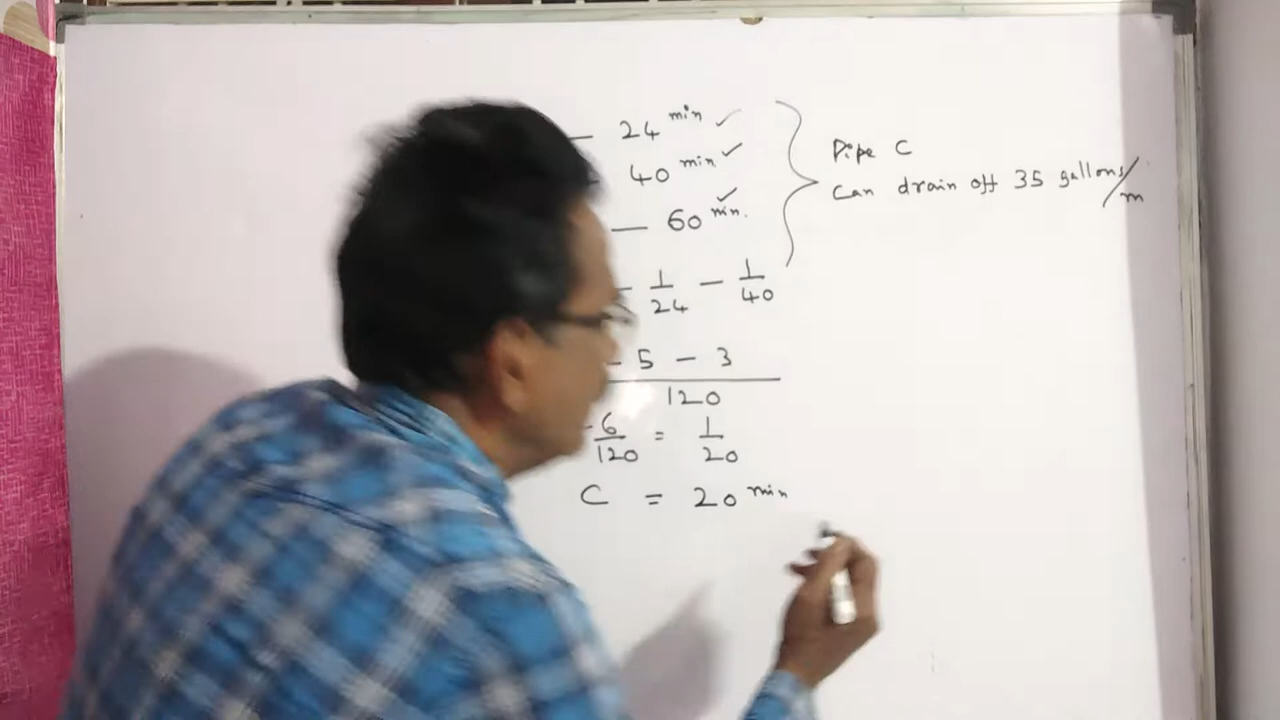 — 24 min ✓
40 min ✓
— 60 min. ✓
Pipe C
can drain off 35 gallons/m
- 1/24 - 1/40
- 5 - 3
120
-6/120 = 1/20
C = 20 min